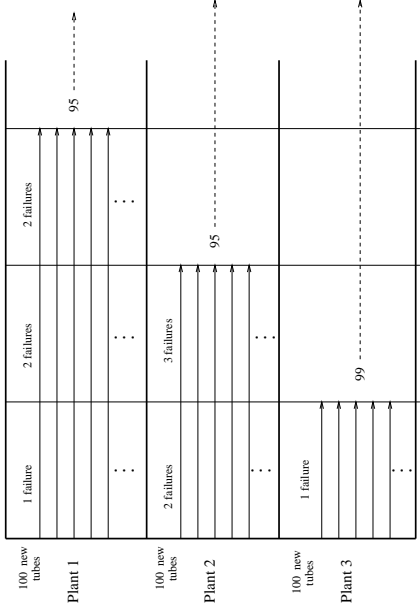 100 new
tubes
Plant 1
1 failure
2 failures
2 failures
95
100 new
tubes
Plant 2
2 failures
3 failures
95
100 new
tubes
Plant 3
1 failure
99